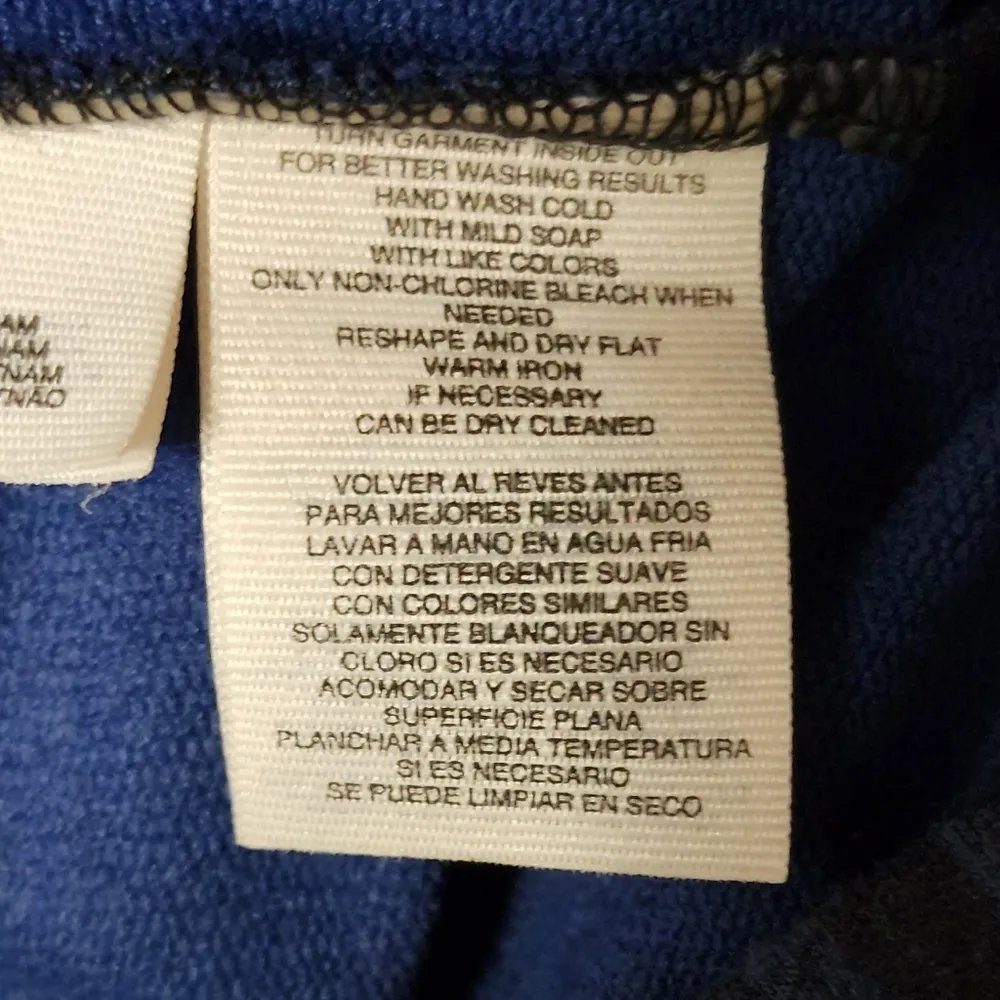 AM
NAM
TNAM
TNÃO
TURN GARMENT INSIDE OUT
FOR BETTER WASHING RESULTS
HAND WASH COLD
WITH MILD SOAP
WITH LIKE COLORS
ONLY NON-CHLORINE BLEACH WHEN
NEEDED
RESHAPE AND DRY FLAT
WARM IRON
IF NECESSARY
CAN BE DRY CLEANED
VOLVER AL REVES ANTES
PARA MEJORES RESULTADOS
LAVAR A MANO EN AGUA FRIA
CON DETERGENTE SUAVE
CON COLORES SIMILARES
SOLAMENTE BLANQUEADOR SIN
CLORO SI ES NECESARIO
ACOMODAR Y SECAR SOBRE
SUPERFICIE PLANA
PLANCHAR A MEDIA TEMPERATURA
SI ES NECESARIO
SE PUEDE LIMPIAR EN SECO